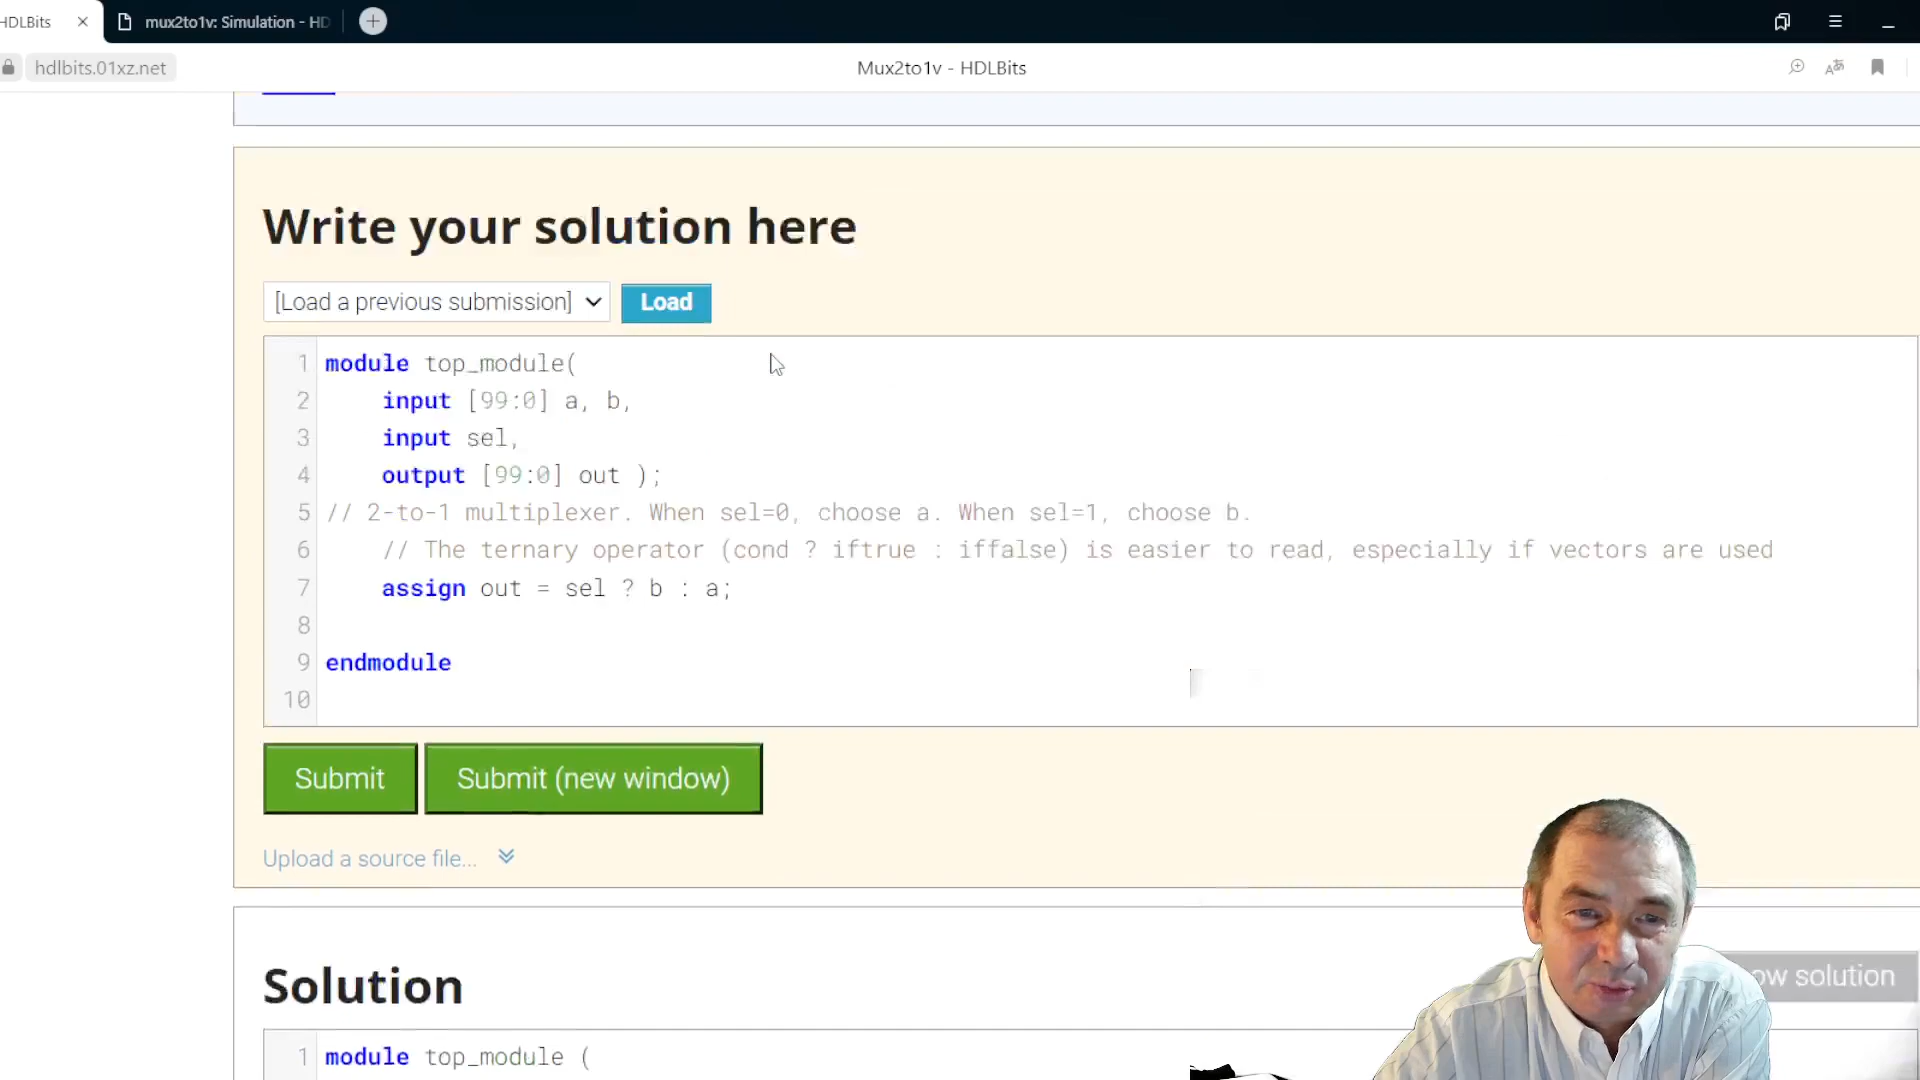 HDLBits
mux2to1v: Simulation - HD
hdlbits.01xz.net
Mux2to1v - HDLBits
Write your solution here
[Load a previous submission]
Load
1 module top_module(
2 input [99:0] a, b,
3 input sel,
4 output [99:0] out );
5 // 2-to-1 multiplexer. When sel=0, choose a. When sel=1, choose b.
6 // The ternary operator (cond ? iftrue : iffalse) is easier to read, especially if vectors are used
7 assign out = sel ? b : a;
8
9 endmodule
10
Submit
Submit (new window)
Upload a source file...
Solution
ow solution
1 module top_module (